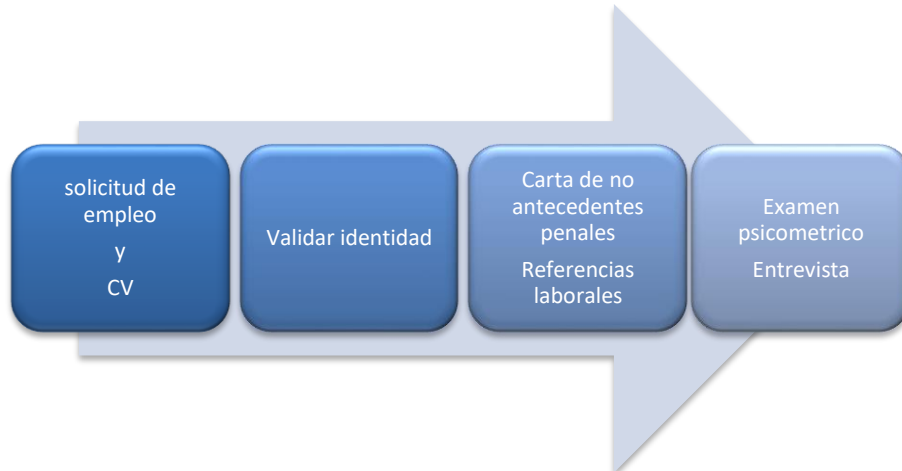 solicitud de
empleo
y
CV
Validar identidad
Carta de no
antecedentes
penales
Referencias
laborales
Examen
psicometrico
Entrevista